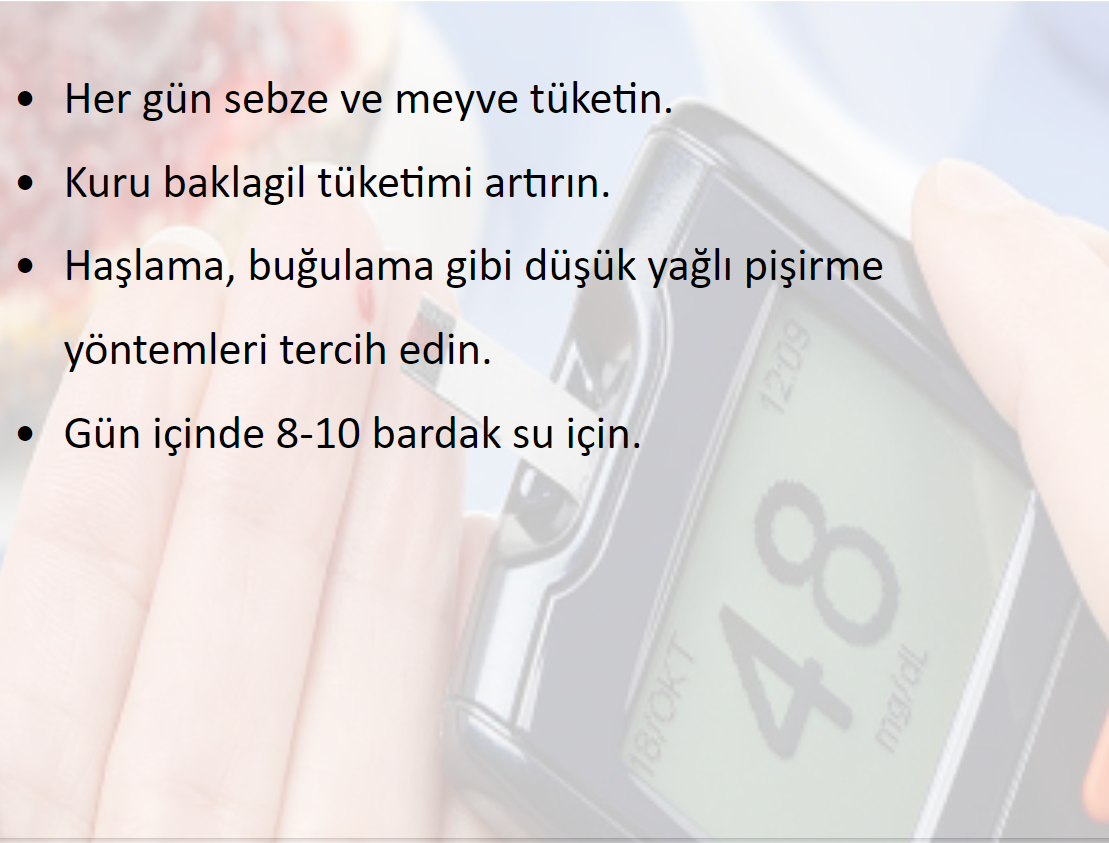 • Her gün sebze ve meyve tüketin.
• Kuru baklagil tüketimi artırın.
• Haşlama, buğulama gibi düşük yağlı pişirme
yöntemleri tercih edin.
• Gün içinde 8-10 bardak su için.
12:09
48
mg/dL
18/OKT